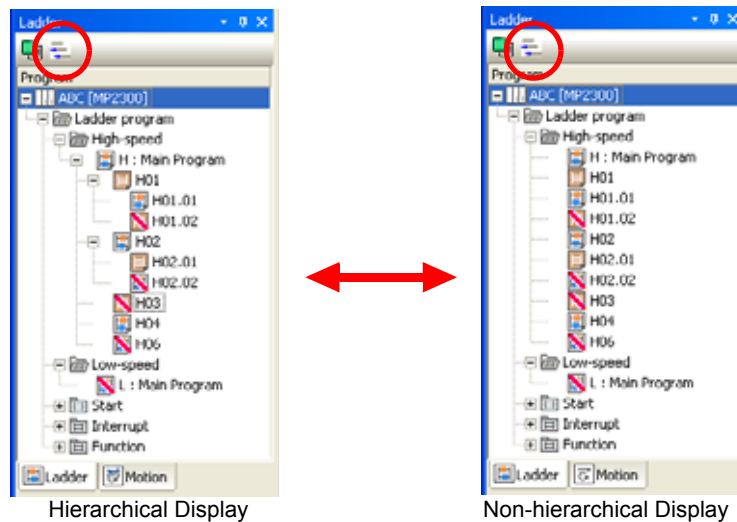 Ladder
Program
ABC [MP2300]
Ladder program
High-speed
H : Main Program
H01
H01.01
H01.02
H02
H02.01
H02.02
H03
H04
H06
Low-speed
L : Main Program
Start
Interrupt
Function
Ladder Motion
Hierarchical Display
Ladder
Program
ABC [MP2300]
Ladder program
High-speed
H : Main Program
H01
H01.01
H01.02
H02
H02.01
H02.02
H03
H04
H06
Low-speed
L : Main Program
Start
Interrupt
Function
Ladder Motion
Non-hierarchical Display